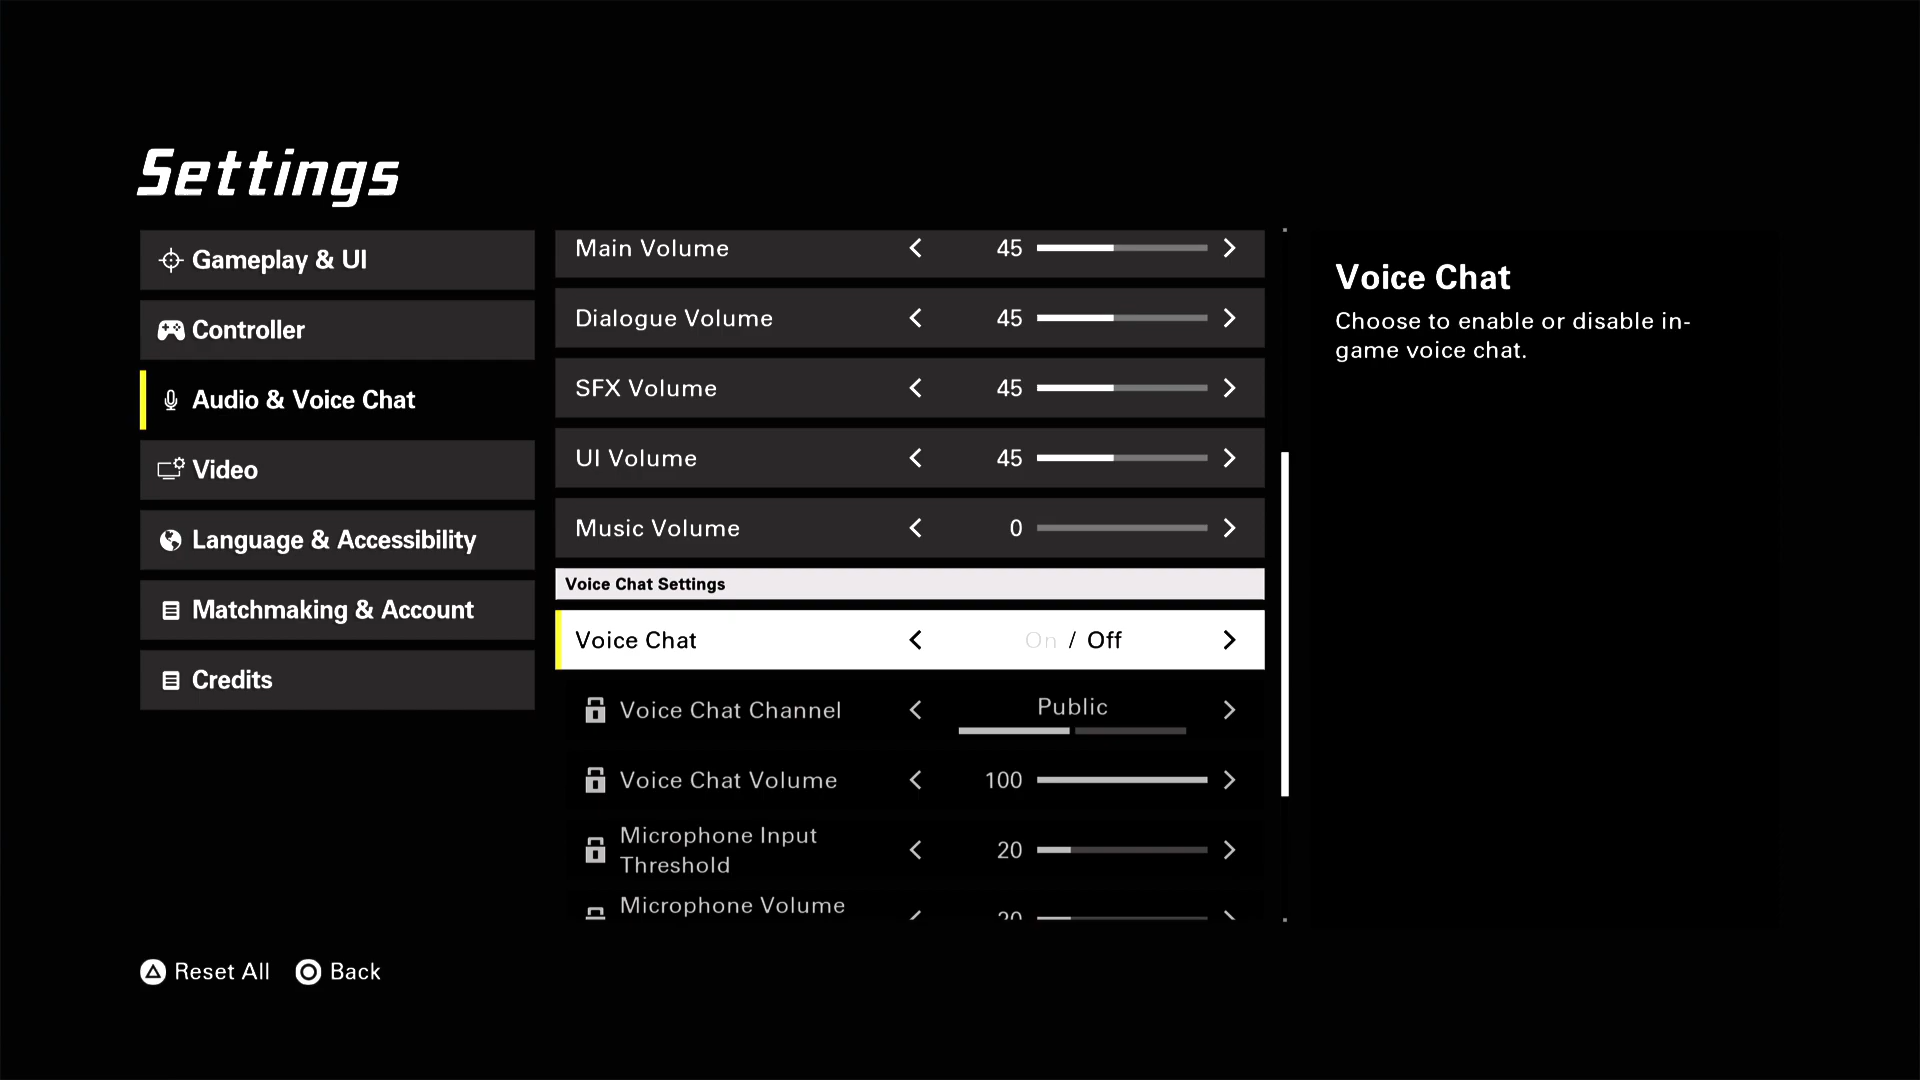 Settings
Gameplay & UI
Controller
Audio & Voice Chat
Video
Language & Accessibility
Matchmaking & Account
Credits
Main Volume 45
Dialogue Volume 45
SFX Volume 45
UI Volume 45
Music Volume 0
Voice Chat Settings
Voice Chat On / Off
Voice Chat Channel Public
Voice Chat Volume 100
Microphone Input
Threshold 20
Microphone Volume 20
Voice Chat
Choose to enable or disable in-
game voice chat.
Reset All Back